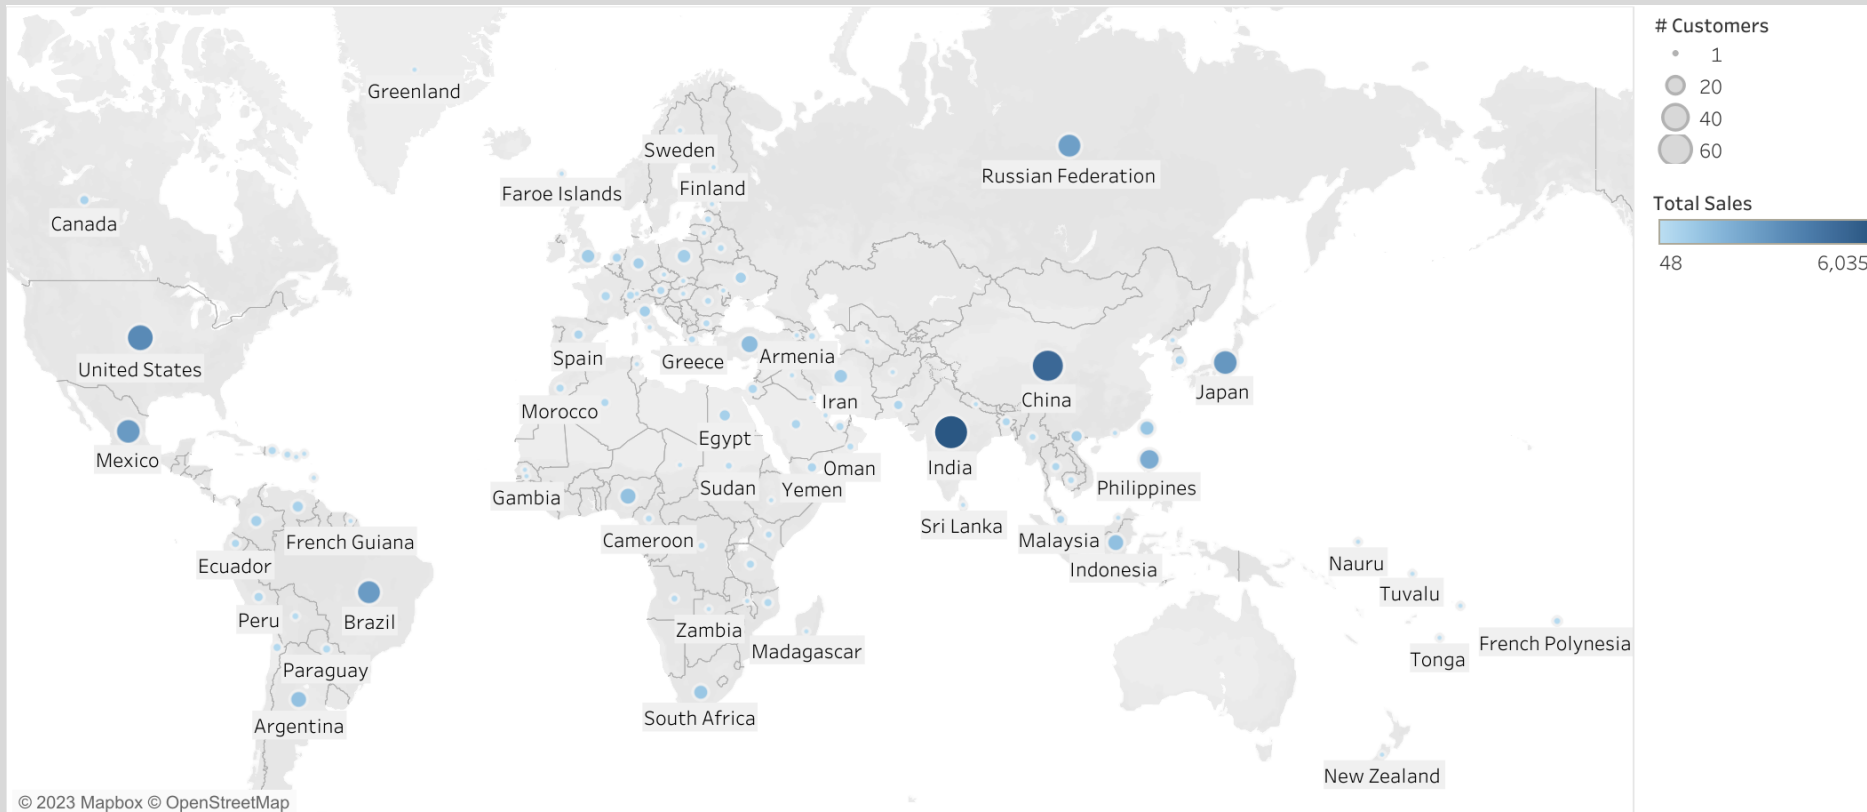 Greenland
Sweden
Faroe Islands
Finland
Russian Federation
Canada
United States
Spain
Greece
Armenia
China
Japan
Morocco
Iran
Mexico
Egypt
India
Oman
Gambia
Sudan
Yemen
Philippines
Sri Lanka
French Guiana
Cameroon
Malaysia
Ecuador
Indonesia
Nauru
Tuvalu
Peru
Brazil
Zambia
Madagascar
French Polynesia
Tonga
Paraguay
South Africa
Argentina
New Zealand
© 2023 Mapbox © OpenStreetMap
# Customers
1
20
40
60
Total Sales
48 6,035